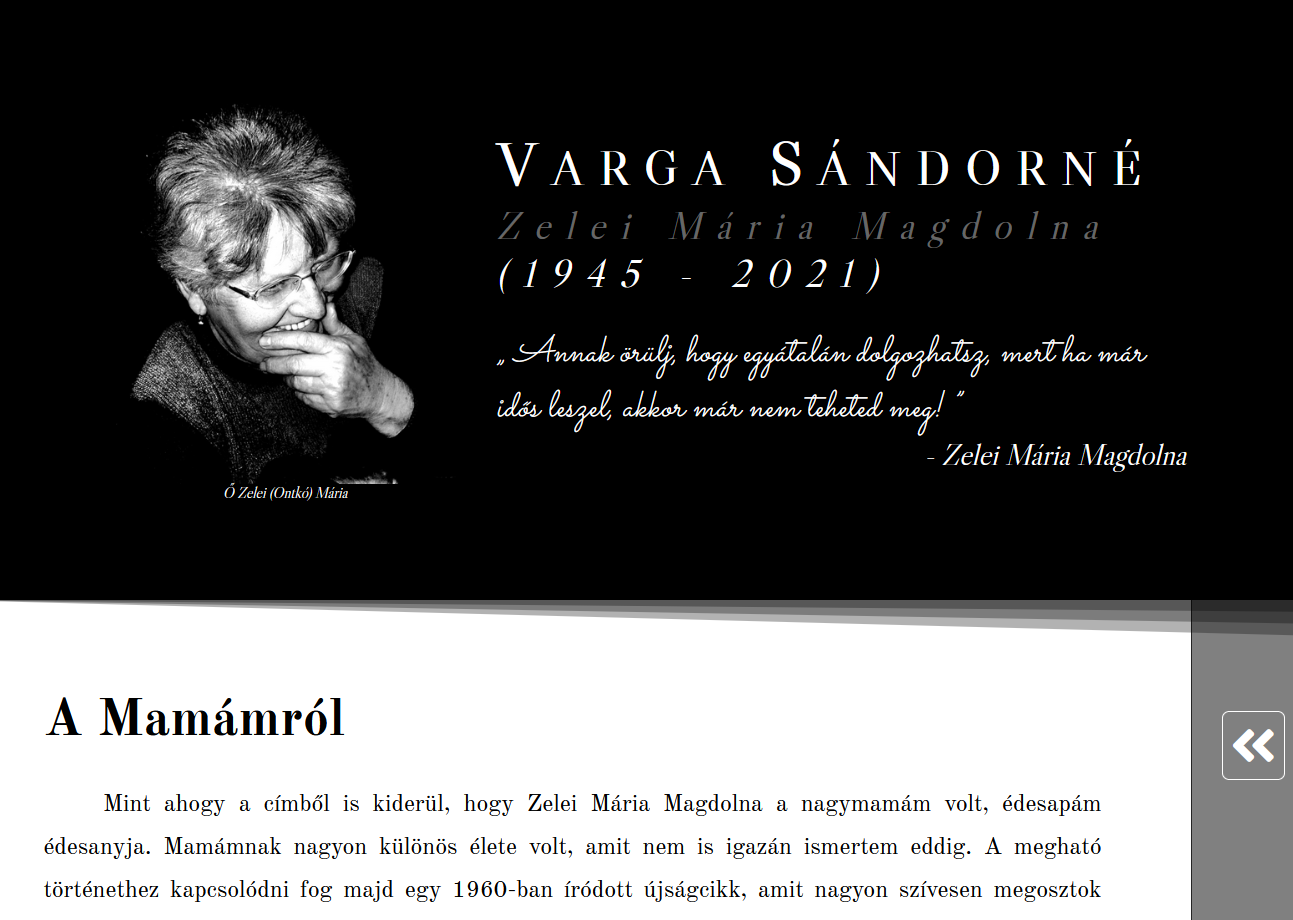 VARGA SÁNDORNÉ
Zelei Mária Magdolna
(1945 - 2021)
„ Annak örülj, hogy egyátalán dolgozhatsz, mert ha már
idős leszel, akkor már nem teheted meg! ”
- Zelei Mária Magdolna
Ő Zelei (Ontkó) Mária
A Mamámról
Mint ahogy a címből is kiderül, hogy Zelei Mária Magdolna a nagymamám volt, édesapám
édesanyja. Mamámnak nagyon különös élete volt, amit nem is igazán ismertem eddig. A megható
történethez kapcsolódni fog majd egy 1960-ban íródott újságcikk, amit nagyon szívesen megosztok